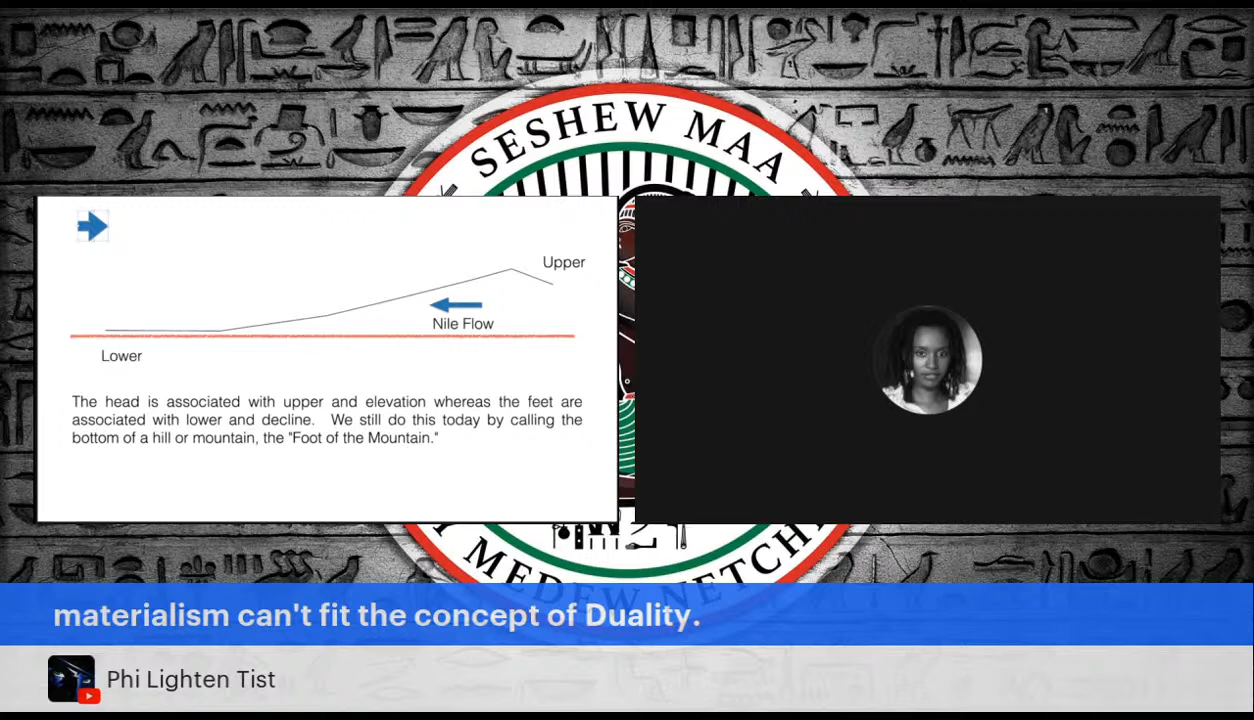 SESHEW MAA
Upper
Nile Flow
Lower
The head is associated with upper and elevation whereas the feet are
associated with lower and decline. We still do this today by calling the
bottom of a hill or mountain, the "Foot of the Mountain."
MEDEW NETCH
materialism can't fit the concept of Duality.
Phi Lighten Tist